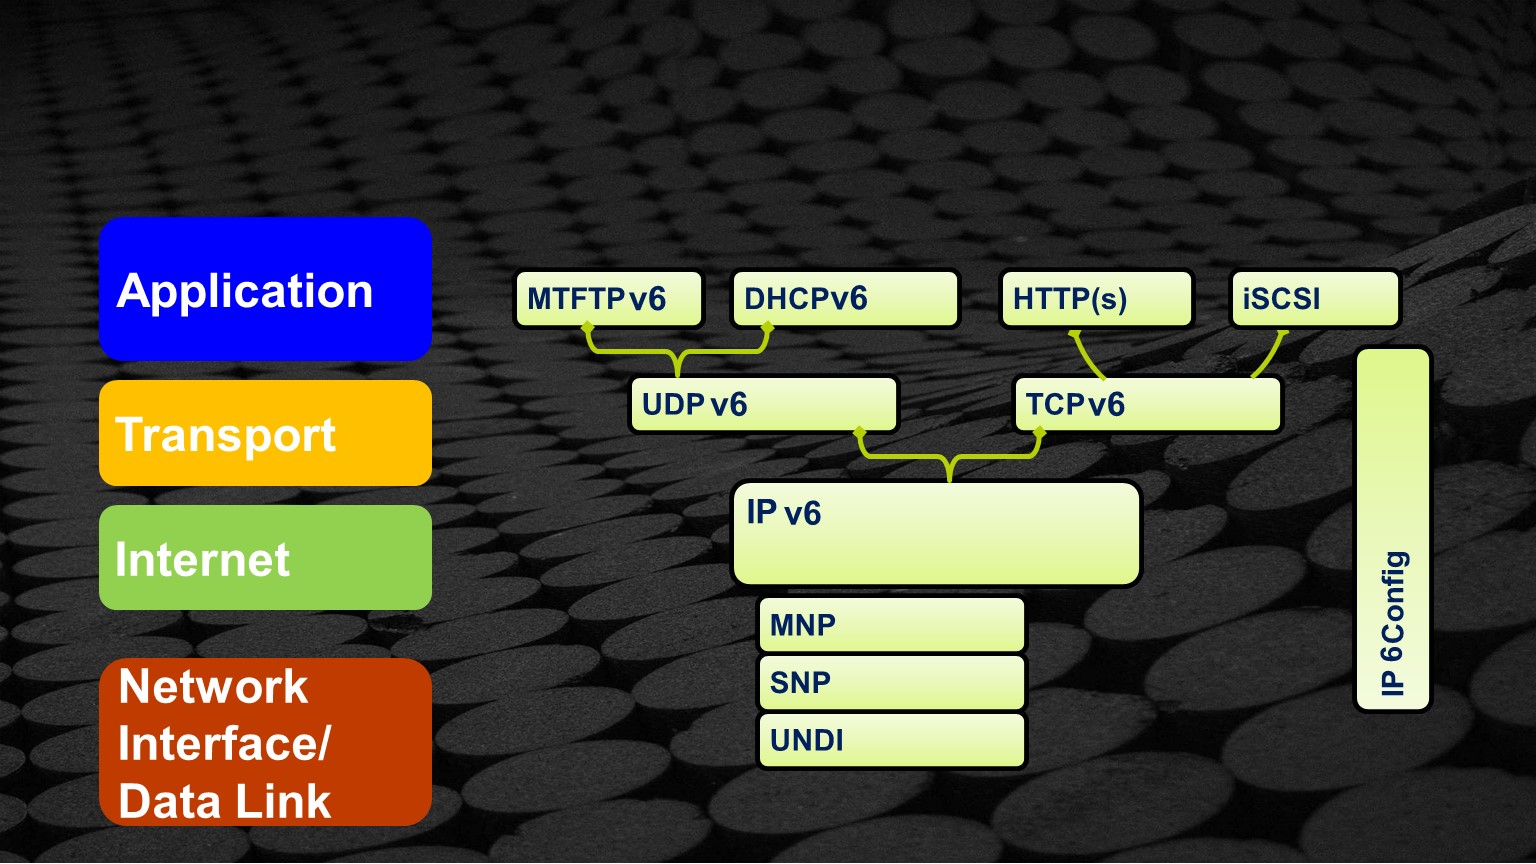 Application
MTFTP v6
DHCPv6
HTTP(s)
iSCSI
Transport
UDP v6
TCP v6
Internet
IP v6
IP 6Config
MNP
Network
Interface/
Data Link
SNP
UNDI